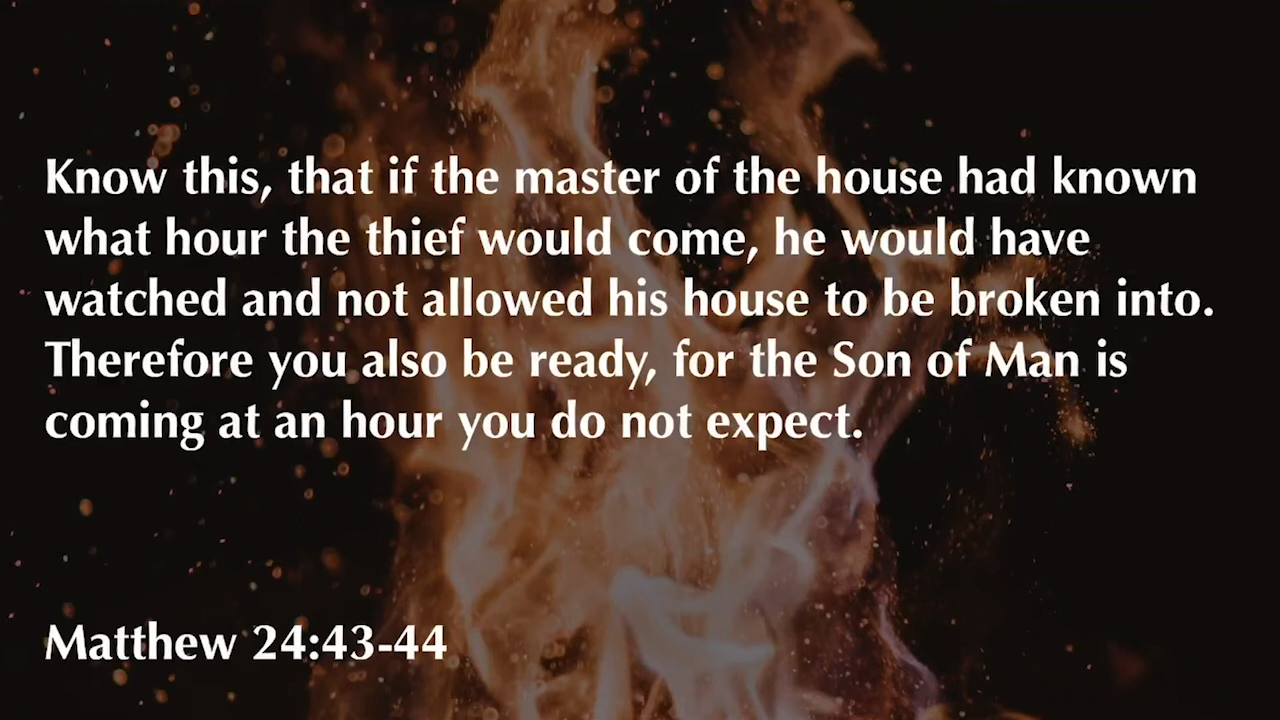 Know this, that if the master of the house had known
what hour the thief would come, he would have
watched and not allowed his house to be broken into.
Therefore you also be ready, for the Son of Man is
coming at an hour you do not expect.
Matthew 24:43-44